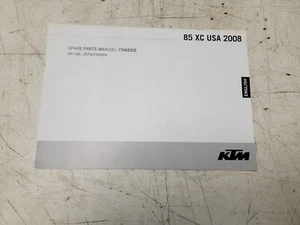 85 XC USA 2008
SPARE PARTS MANUAL: CHASSIS
ENGLISH
KTM